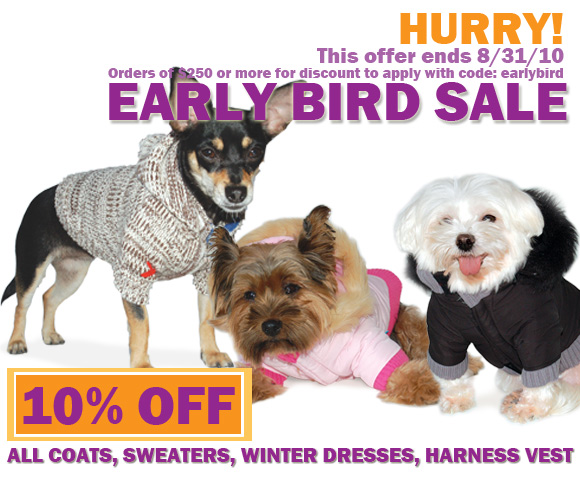 HURRY!
This offer ends 8/31/10
Orders of $250 or more for discount to apply with code: earlybird
EARLY BIRD SALE
10% OFF
ALL COATS, SWEATERS, WINTER DRESSES, HARNESS VEST